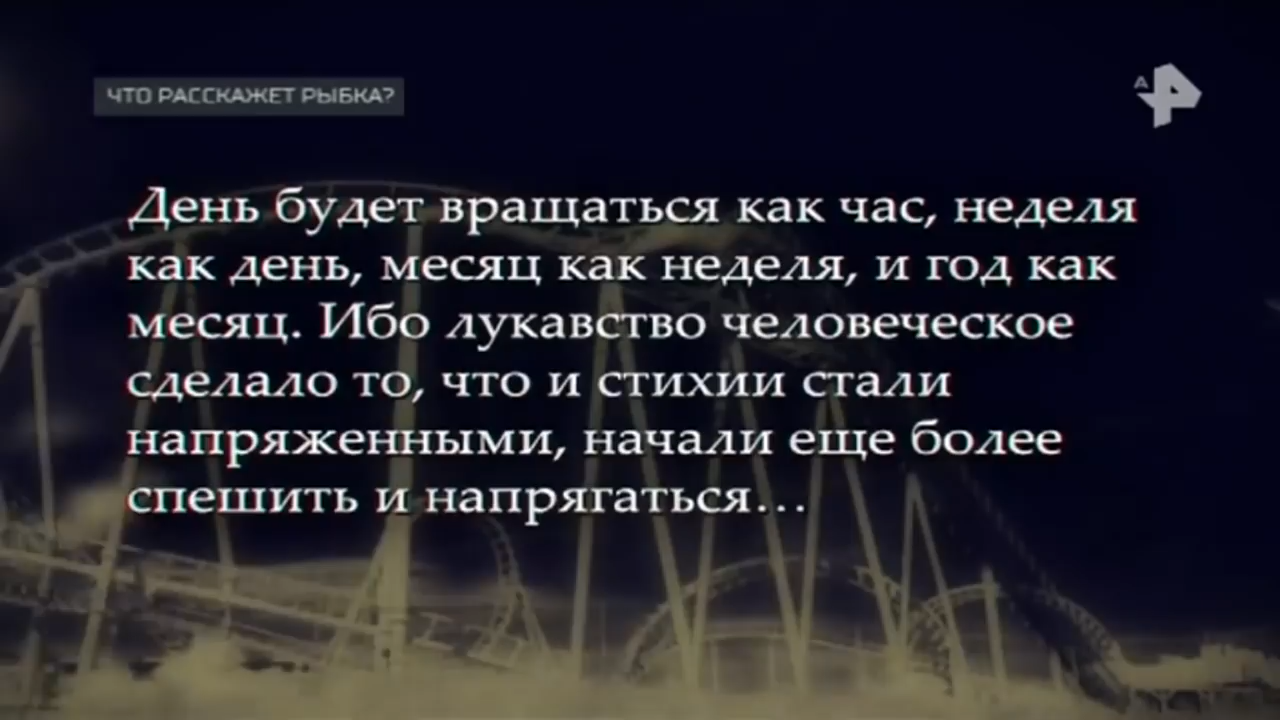 ЧТО РАССКАЖЕТ РЫБКА?
День будет вращаться как час, неделя
как день, месяц как неделя, и год как
месяц. Ибо лукавство человеческое
сделало то, что и стихии стали
напряженными, начали еще более
спешить и напрягаться...